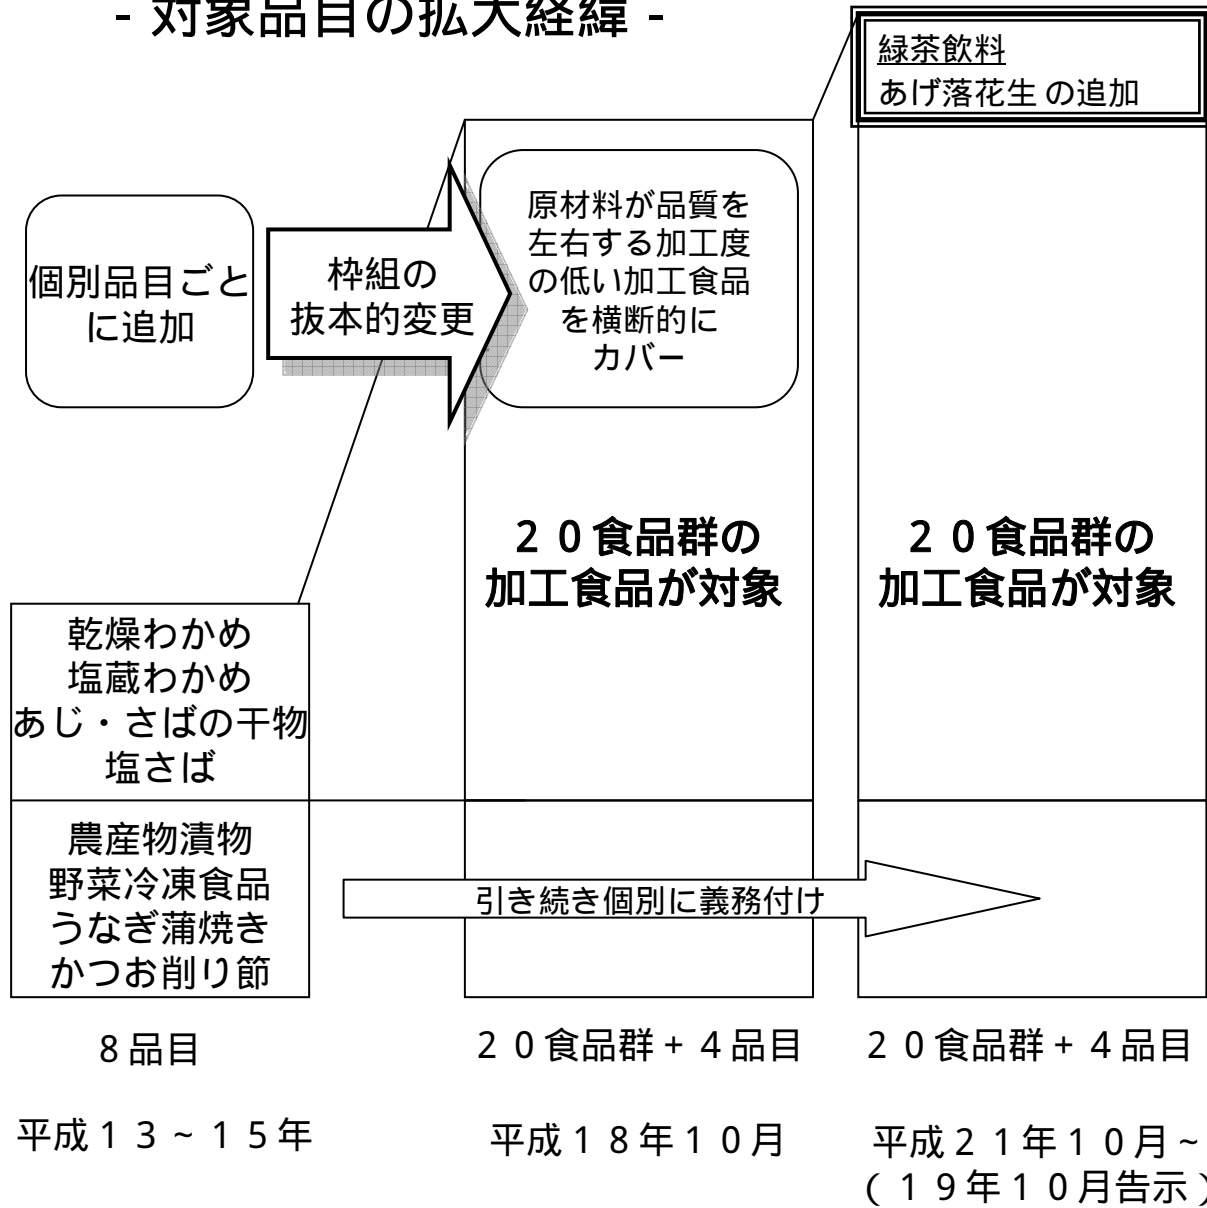 - 対象品目の拡大経緯 -
緑茶飲料
あげ落花生 の追加
個別品目ごと
に追加
枠組の
抜本的変更
原材料が品質を
左右する加工度
の低い加工食品
を横断的に
カバー
２０食品群の
加工食品が対象
２０食品群の
加工食品が対象
乾燥わかめ
塩蔵わかめ
あじ・さばの干物
塩さば
農産物漬物
野菜冷凍食品
うなぎ蒲焼き
かつお削り節
引き続き個別に義務付け
８品目
２０食品群＋４品目
２０食品群＋４品目
平成１３～１５年
平成１８年１０月
平成２１年１０月～
（１９年１０月告示）